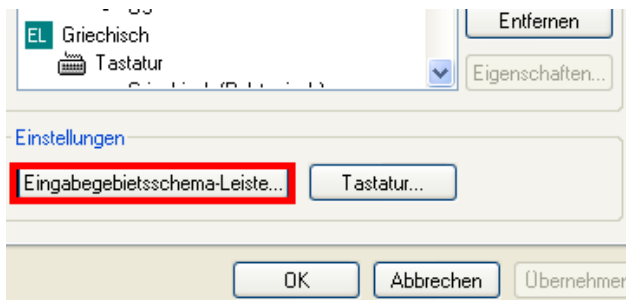 Entfernen
EL Griechisch
Tastatur
Eigenschaften...
Einstellungen
Eingabegebietsschema-Leiste...
Tastatur...
OK
Abbrechen
Übernehmen